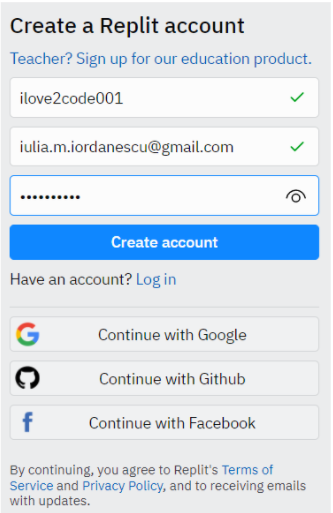 Create a Replit account
Teacher? Sign up for our education product.
ilove2code001
iulia.m.iordanescu@gmail.com
••••••••••
Create account
Have an account? Log in
Continue with Google
Continue with Github
Continue with Facebook
By continuing, you agree to Replit's Terms of
Service and Privacy Policy, and to receiving emails
with updates.